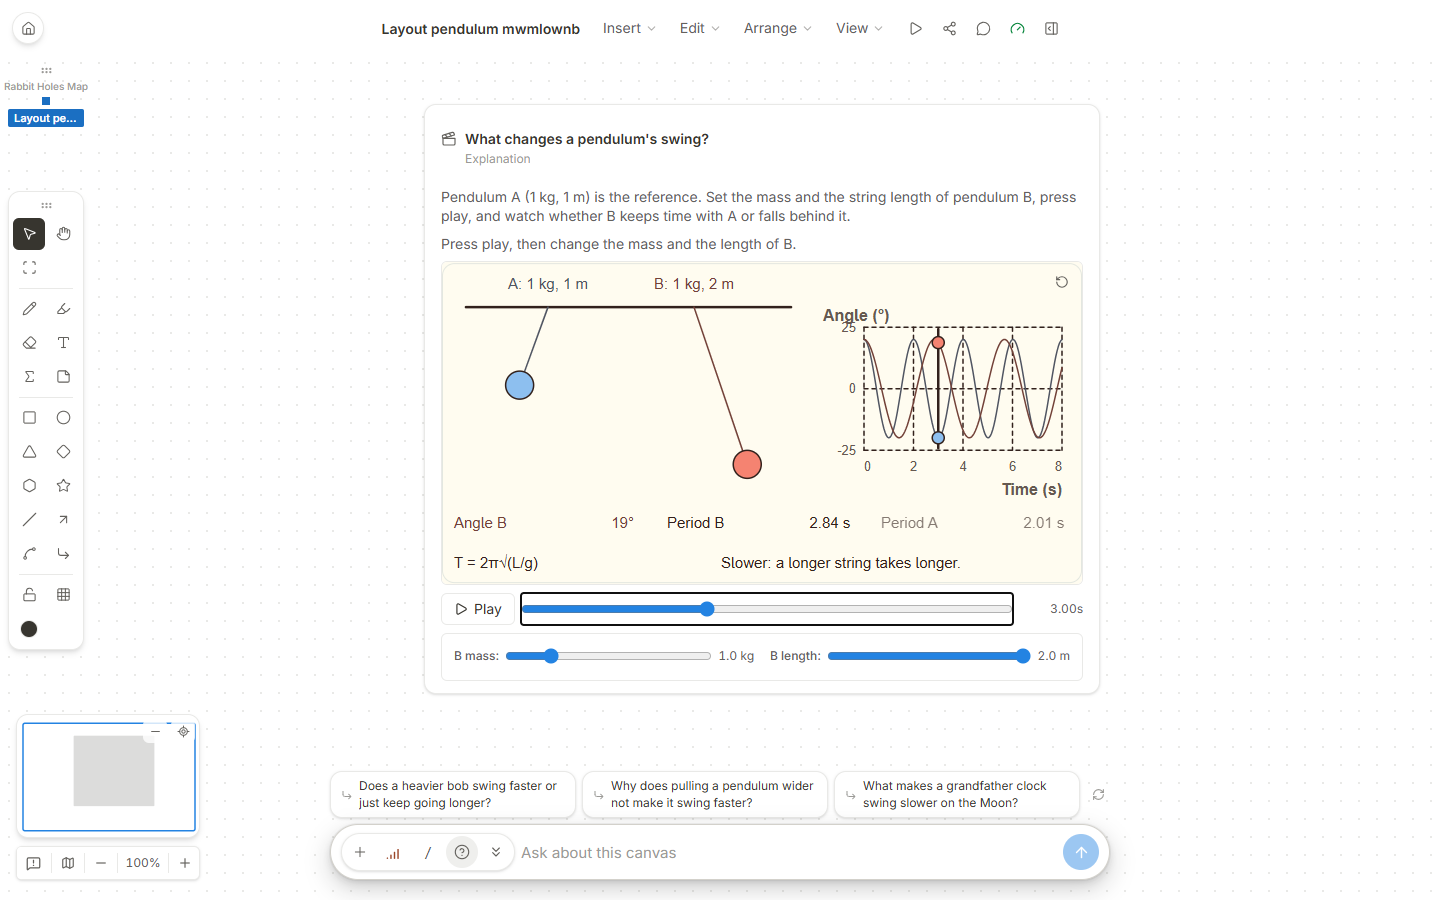 Layout pendulum mwmlownb
Insert
Edit
Arrange
View
Rabbit Holes Map
Layout pe...
What changes a pendulum's swing?
Explanation
Pendulum A (1 kg, 1 m) is the reference. Set the mass and the string length of pendulum B, press
play, and watch whether B keeps time with A or falls behind it.
Press play, then change the mass and the length of B.
A: 1 kg, 1 m
B: 1 kg, 2 m
Angle (°)
25
0
-25
0 2 4 6 8
Time (s)
Angle B 19°
Period B 2.84 s
Period A 2.01 s
T = 2π√(L/g)
Slower: a longer string takes longer.
Play
3.00s
B mass: 1.0 kg
B length: 2.0 m
Does a heavier bob swing faster or
just keep going longer?
Why does pulling a pendulum wider
not make it swing faster?
What makes a grandfather clock
swing slower on the Moon?
100%
/
Ask about this canvas